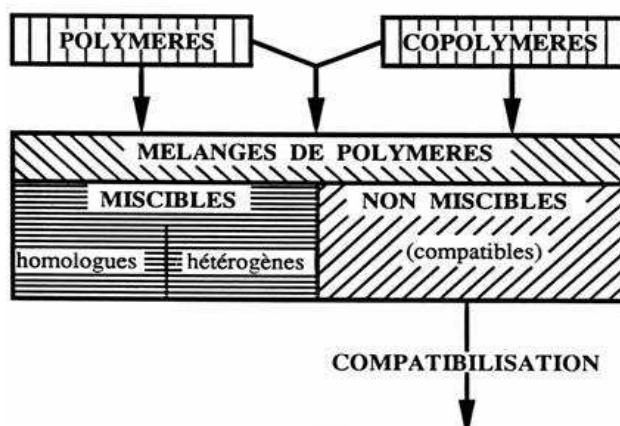 POLYMERES
COPOLYMERES
MELANGES DE POLYMERES
MISCIBLES
NON MISCIBLES
homologues
hétérogènes
(compatibles)
COMPATIBILISATION